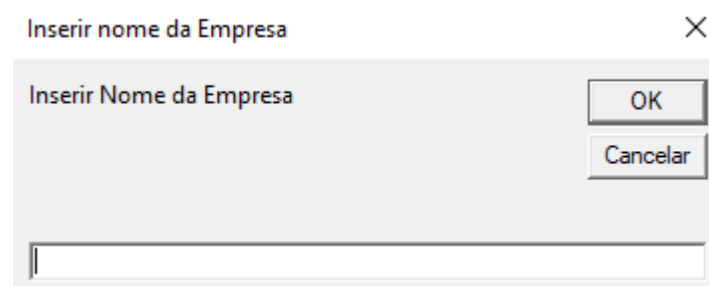 Inserir nome da Empresa
Inserir Nome da Empresa
OK
Cancelar